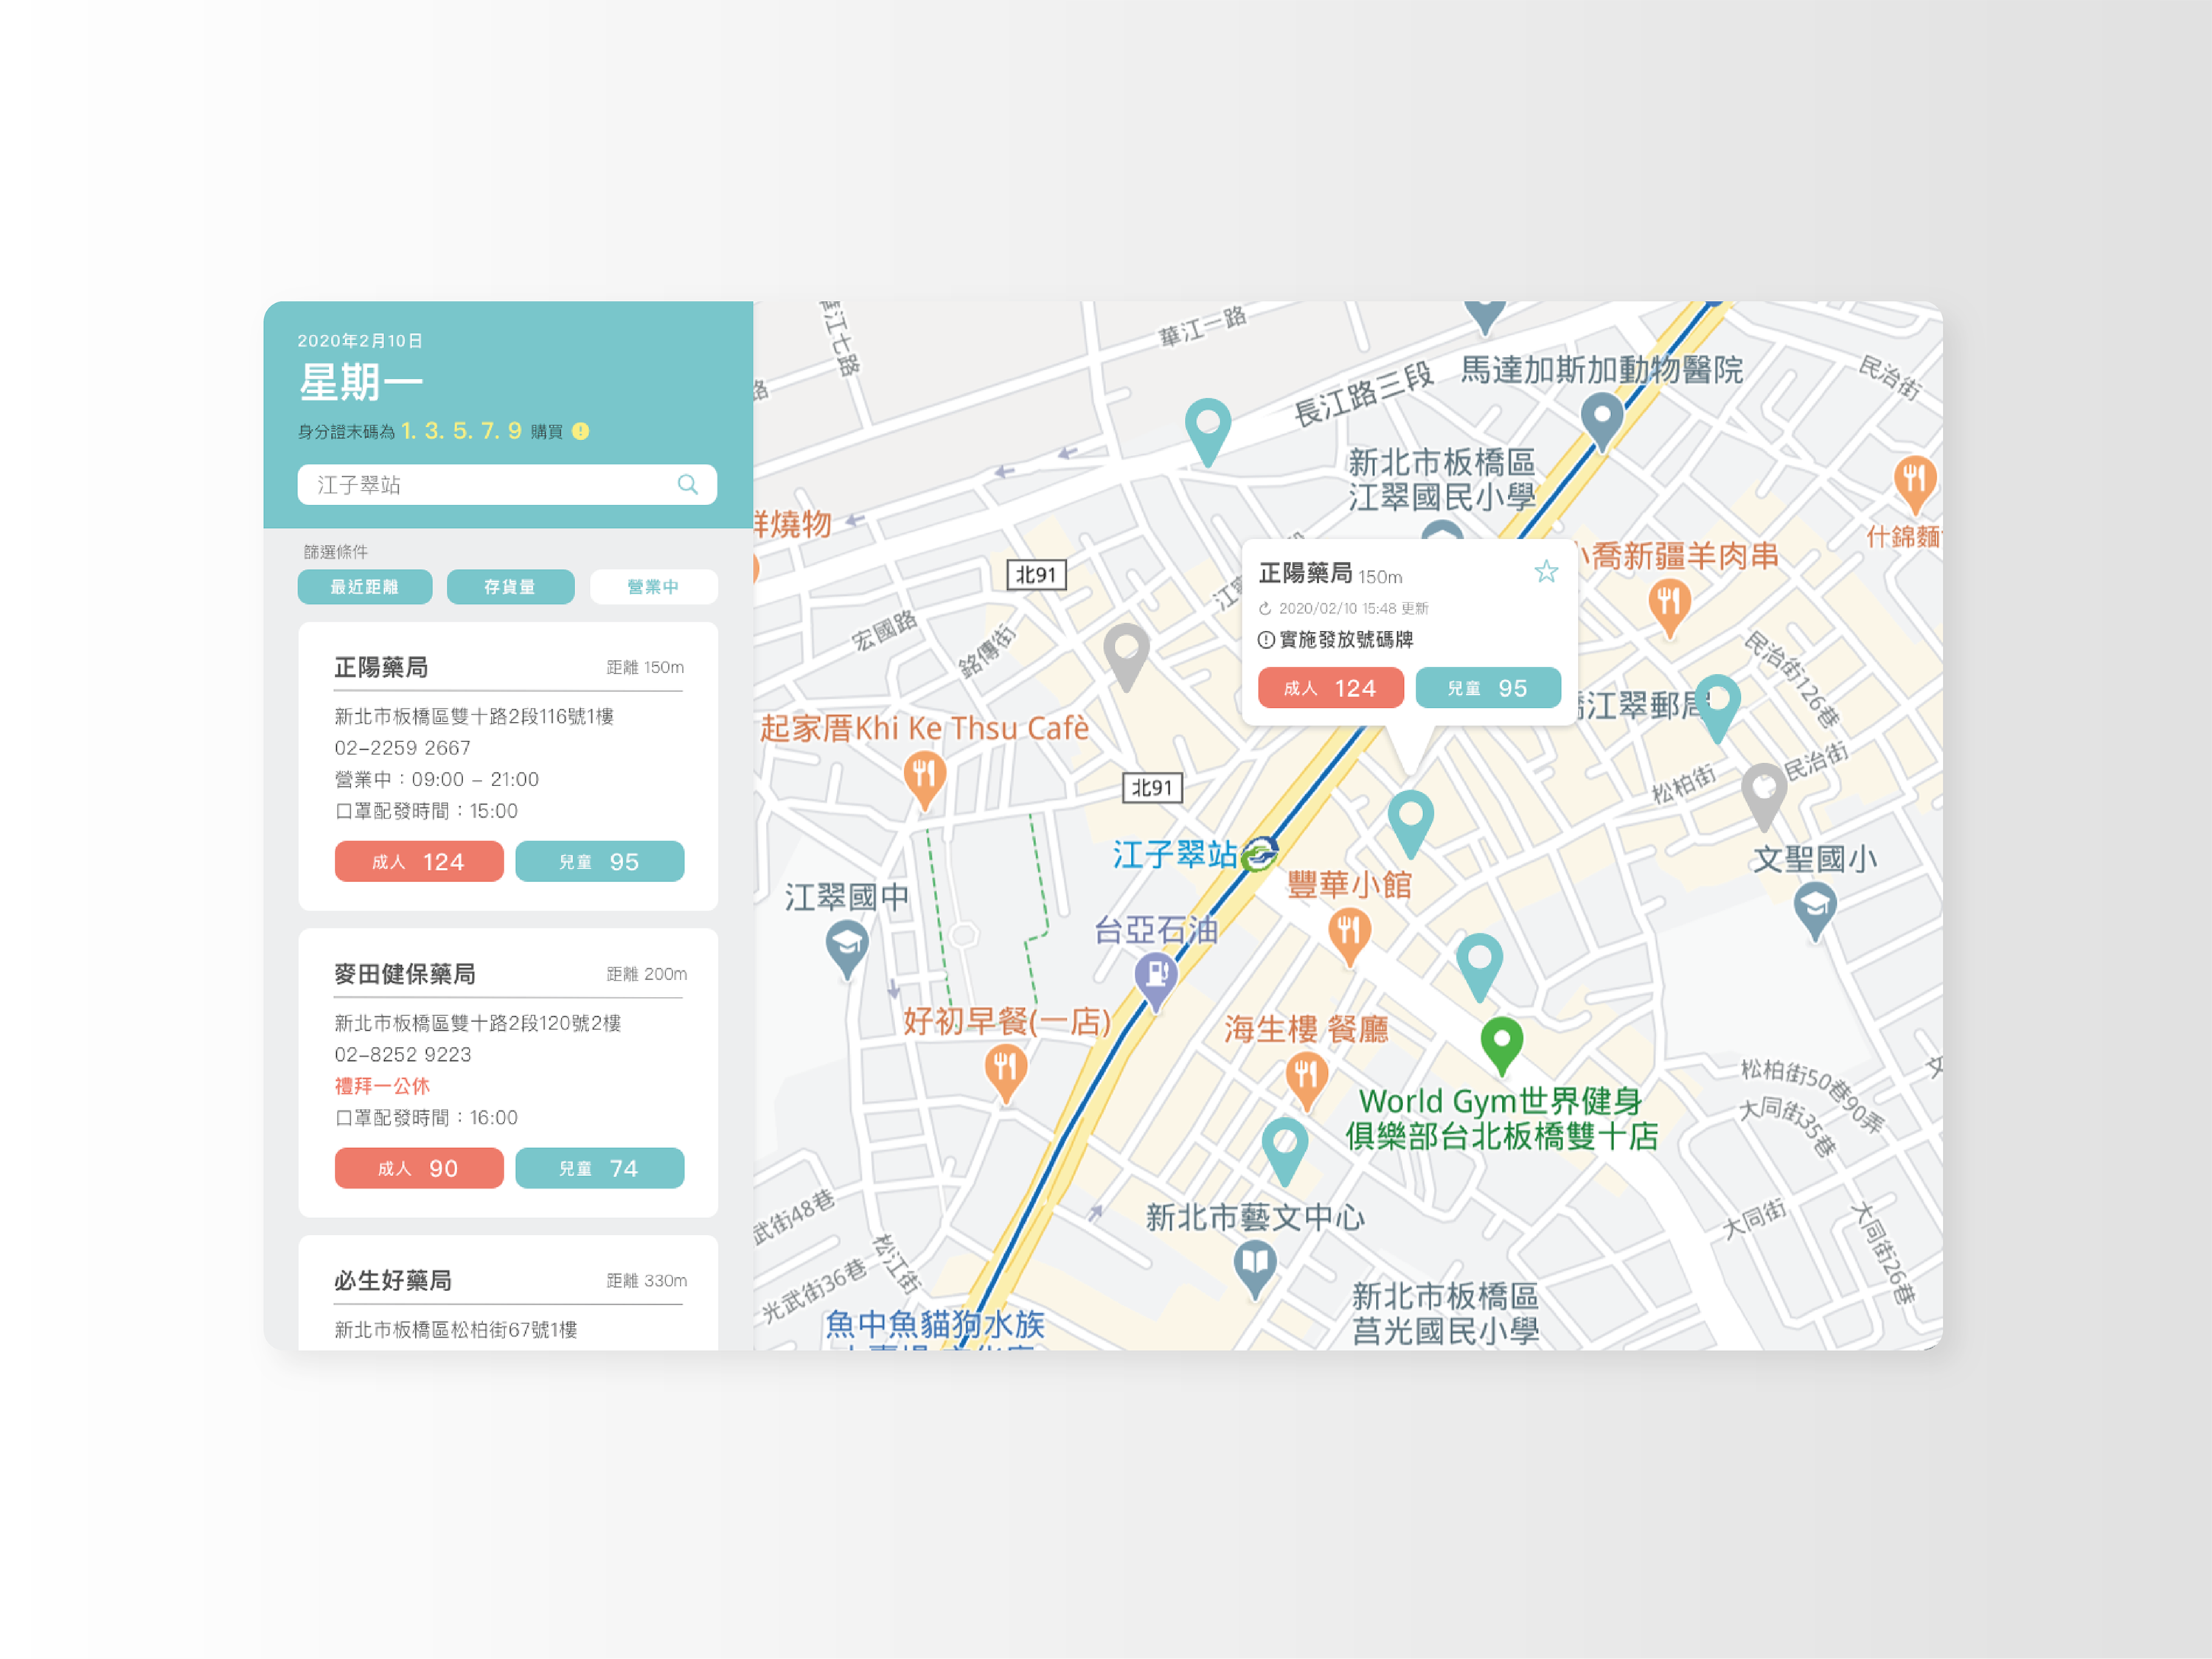 2020年2月10日
星期一
身分證末碼為 1. 3. 5. 7. 9 購買
江子翠站
篩選條件
最近距離
存貨量
營業中
正陽藥局
距離 150m
新北市板橋區雙十路2段116號1樓
02-2259 2667
營業中：09:00 - 21:00
口罩配發時間：15:00
成人 124
兒童 95
麥田健保藥局
距離 200m
新北市板橋區雙十路2段120號2樓
02-8252 9223
禮拜一公休
口罩配發時間：16:00
成人 90
兒童 74
必生好藥局
距離 330m
新北市板橋區松柏街67號1樓
江七路
華江一路
長江路三段
馬達加斯加動物醫院
民治街
新北市板橋區
江翠國民小學
什錦麵
燒物
北91
宏國路
銘傳街
喬新疆羊肉串
正陽藥局 150m
2020/02/10 15:48 更新
實施發放號碼牌
成人 124
兒童 95
江翠郵局
民治街126巷
民治街
松柏街
起家厝Khi Ke Thsu Cafè
北91
江子翠站
豐華小館
文聖國小
江翠國中
台亞石油
好初早餐(一店)
海生樓 餐廳
World Gym世界健身
俱樂部台北板橋雙十店
松柏街50巷90弄
大同街35巷
大同街
大同街26巷
新北市藝文中心
武街48巷
光武街36巷
松江街
魚中魚貓狗水族
新北市板橋區
莒光國民小學